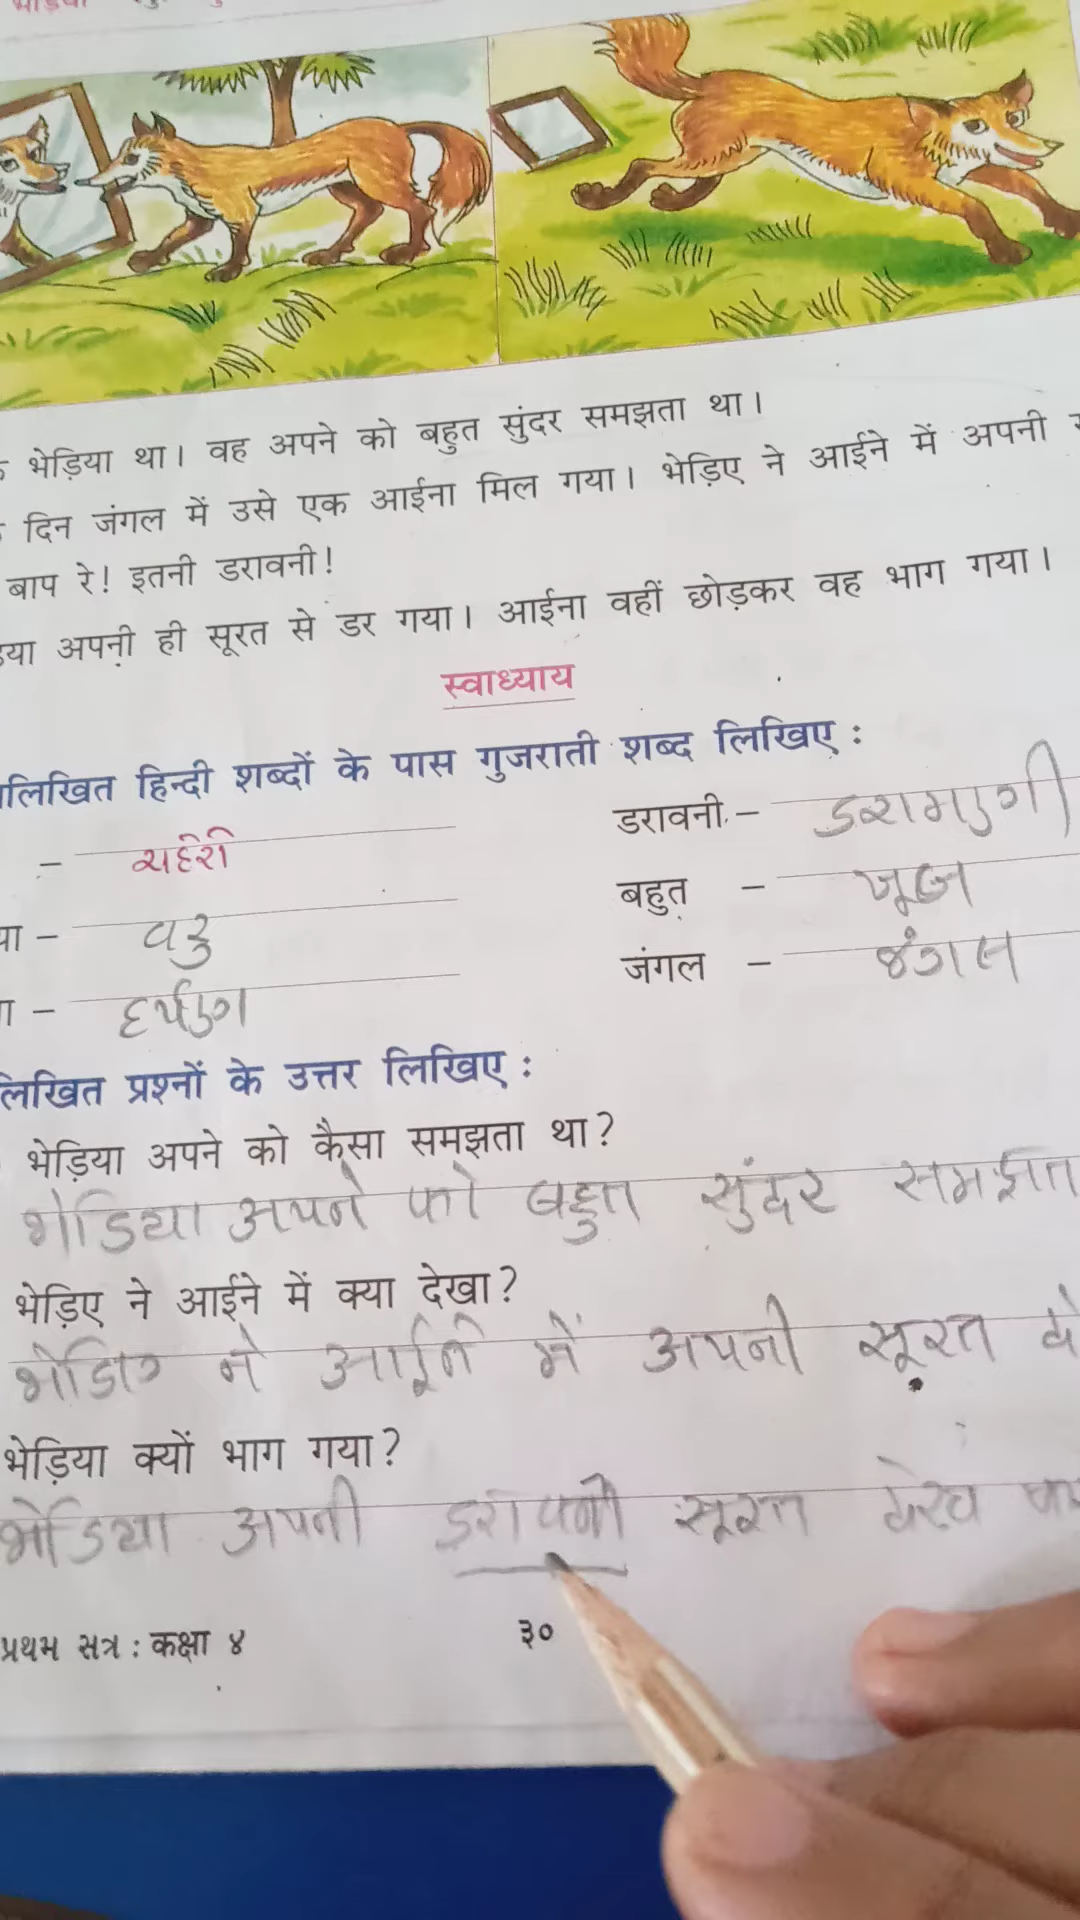 भेड़िया था। वह अपने को बहुत सुंदर समझता था।
दिन जंगल में उसे एक आईना मिल गया। भेड़िए ने आईने में अपनी
बाप रे! इतनी डरावनी!
अपनी ही सूरत से डर गया। आईना वहीं छोड़कर वह भाग गया।
स्वाध्याय
लिखित हिन्दी शब्दों के पास गुजराती शब्द लिखिए :
– ચહેરો डरावनी – ડરામણી
या – વરુ बहुत – ખૂબ
– દર્પણ जंगल – જંગલ
लिखित प्रश्नों के उत्तर लिखिए :
भेड़िया अपने को कैसा समझता था?
भेडिया अपने को बहुत सुंदर समझत
भेड़िए ने आईने में क्या देखा?
भेडिए ने आईने में अपनी सूरत दे
भेड़िया क्यों भाग गया?
भेडिया अपनी डरावनी सूरत देख
प्रथम सत्र : कक्षा ४ ३०